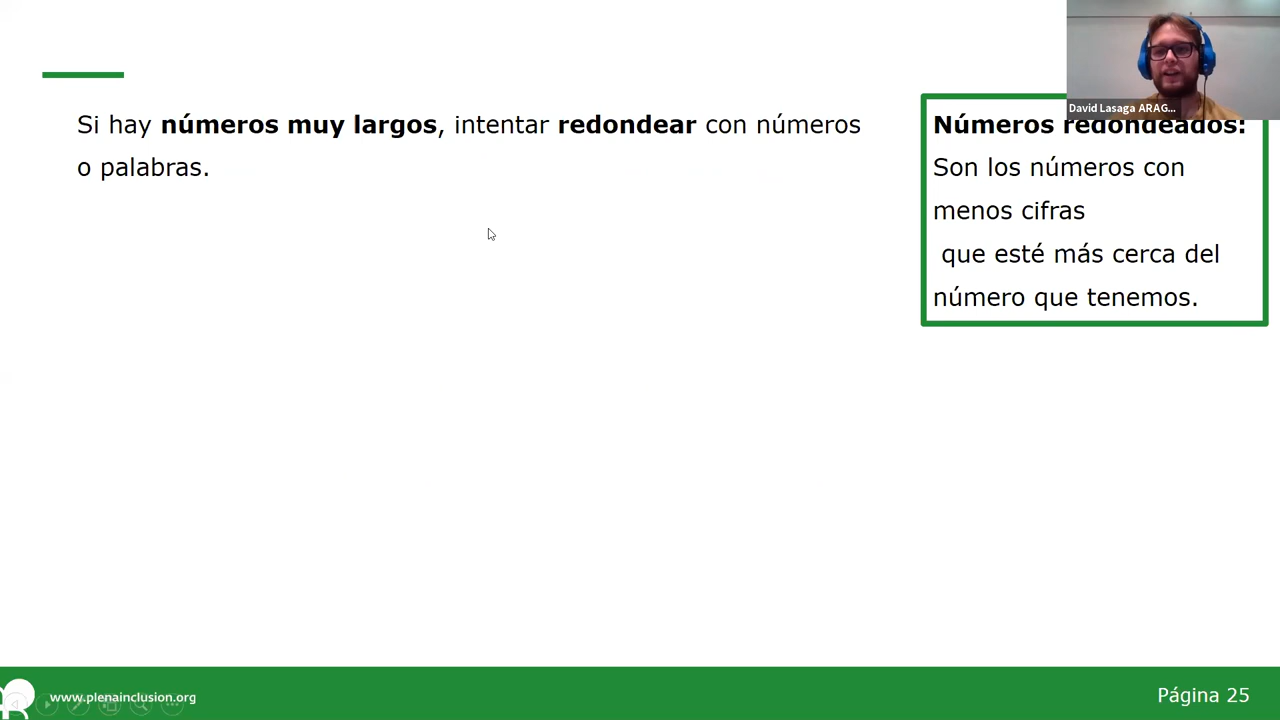 David Lasaga ARAG...
Si hay números muy largos, intentar redondear con números
o palabras.
Números redondeados:
Son los números con
menos cifras
que esté más cerca del
número que tenemos.
www.plenainclusion.org
Página 25